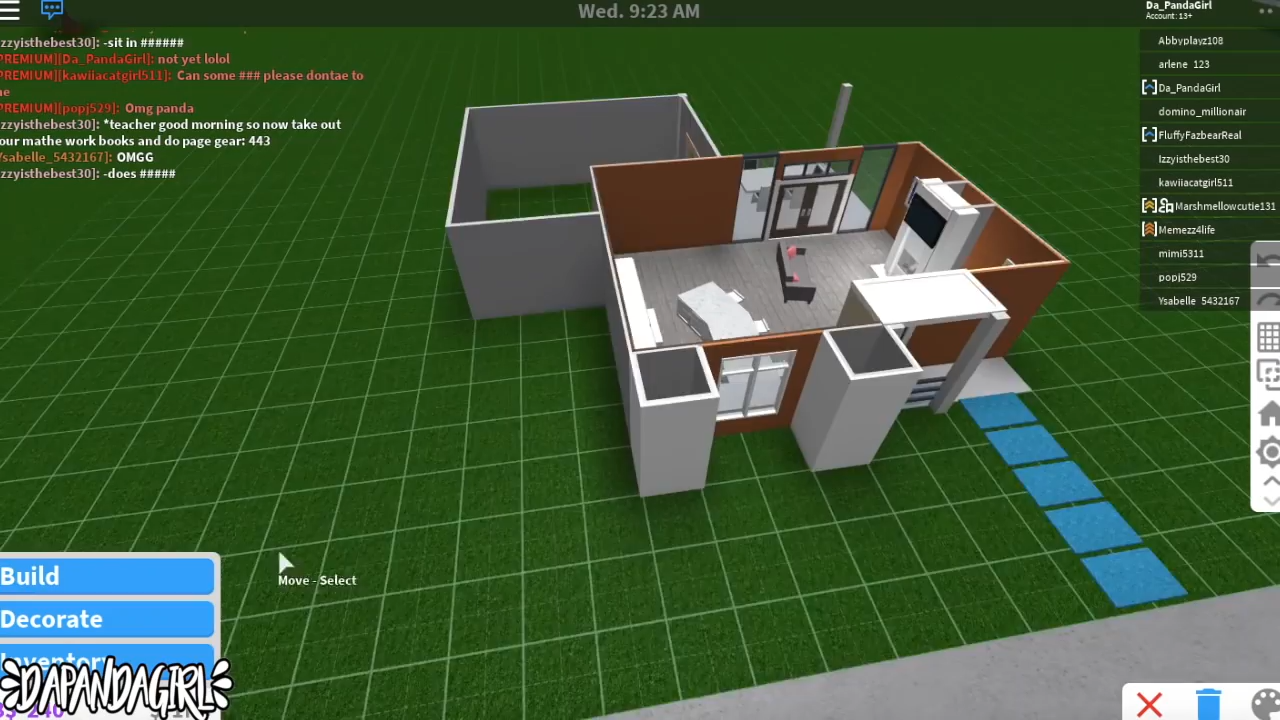 Wed. 9:23 AM
Da_PandaGirl
Account: 13+
zzyisthebest30]: -sit in ######
PREMIUM][Da_PandaGirl]: not yet lolol
PREMIUM][kawiiacatgirl511]: Can some ### please dontae to
me
PREMIUM][popj529]: Omg panda
zzyisthebest30]: *teacher good morning so now take out
our mathe work books and do page gear: 443
Ysabelle_5432167]: OMGG
zzyisthebest30]: -does #####
Abbyplayz108
arlene_123
Da_PandaGirl
domino_millionair
FluffyFazbearReal
Izzyisthebest30
kawiiacatgirl511
Marshmellowcutie131
Memezz4life
mimi5311
popj529
Ysabelle_5432167
Move - Select
Build
Decorate
Inventory
DAPANDAGIRL